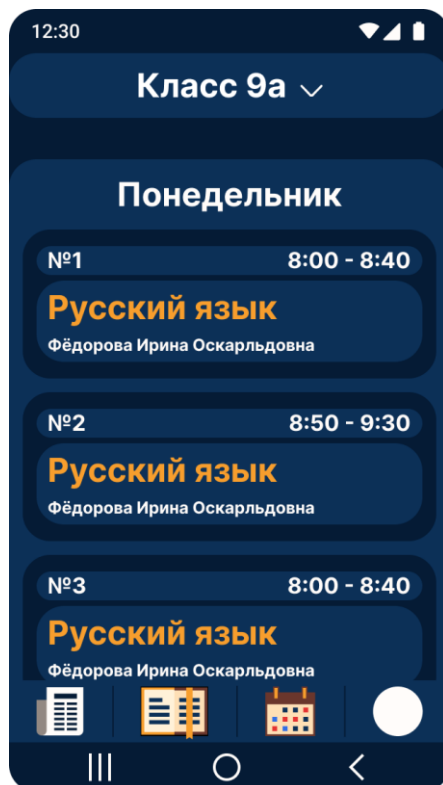 12:30
Класс 9а
Понедельник
№1 8:00 - 8:40
Русский язык
Фёдорова Ирина Оскарльдовна
№2 8:50 - 9:30
Русский язык
Фёдорова Ирина Оскарльдовна
№3 8:00 - 8:40
Русский язык
Фёдорова Ирина Оскарльдовна